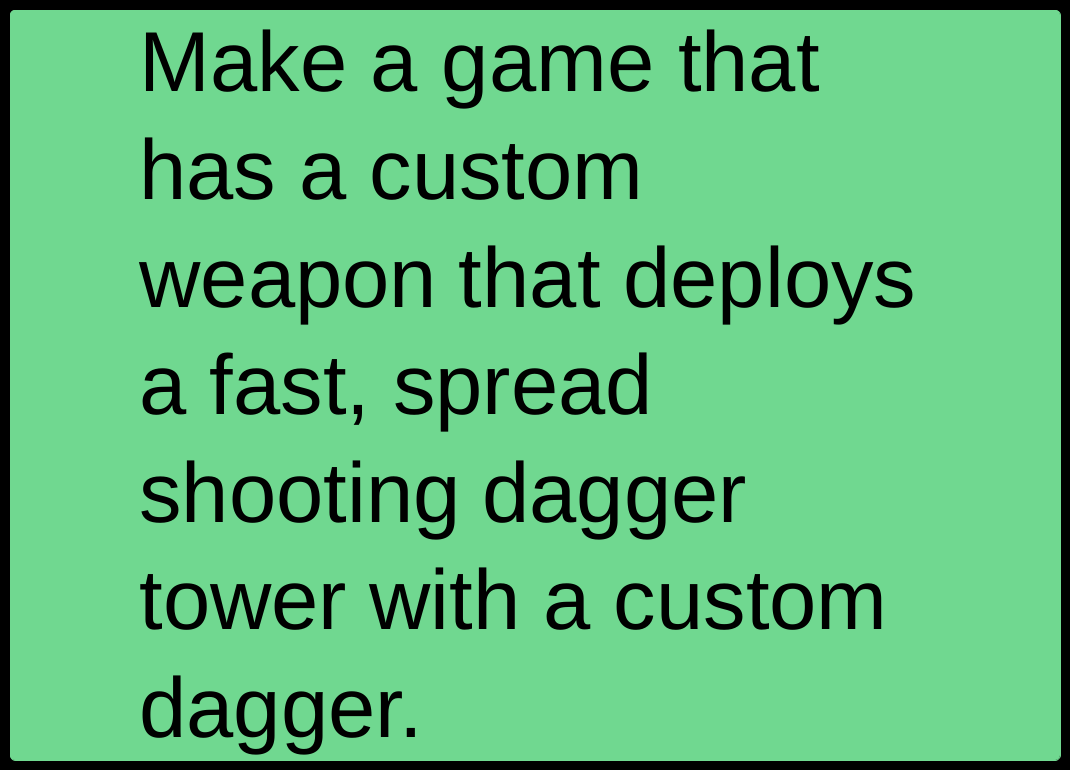 Make a game that
has a custom
weapon that deploys
a fast, spread
shooting dagger
tower with a custom
dagger.